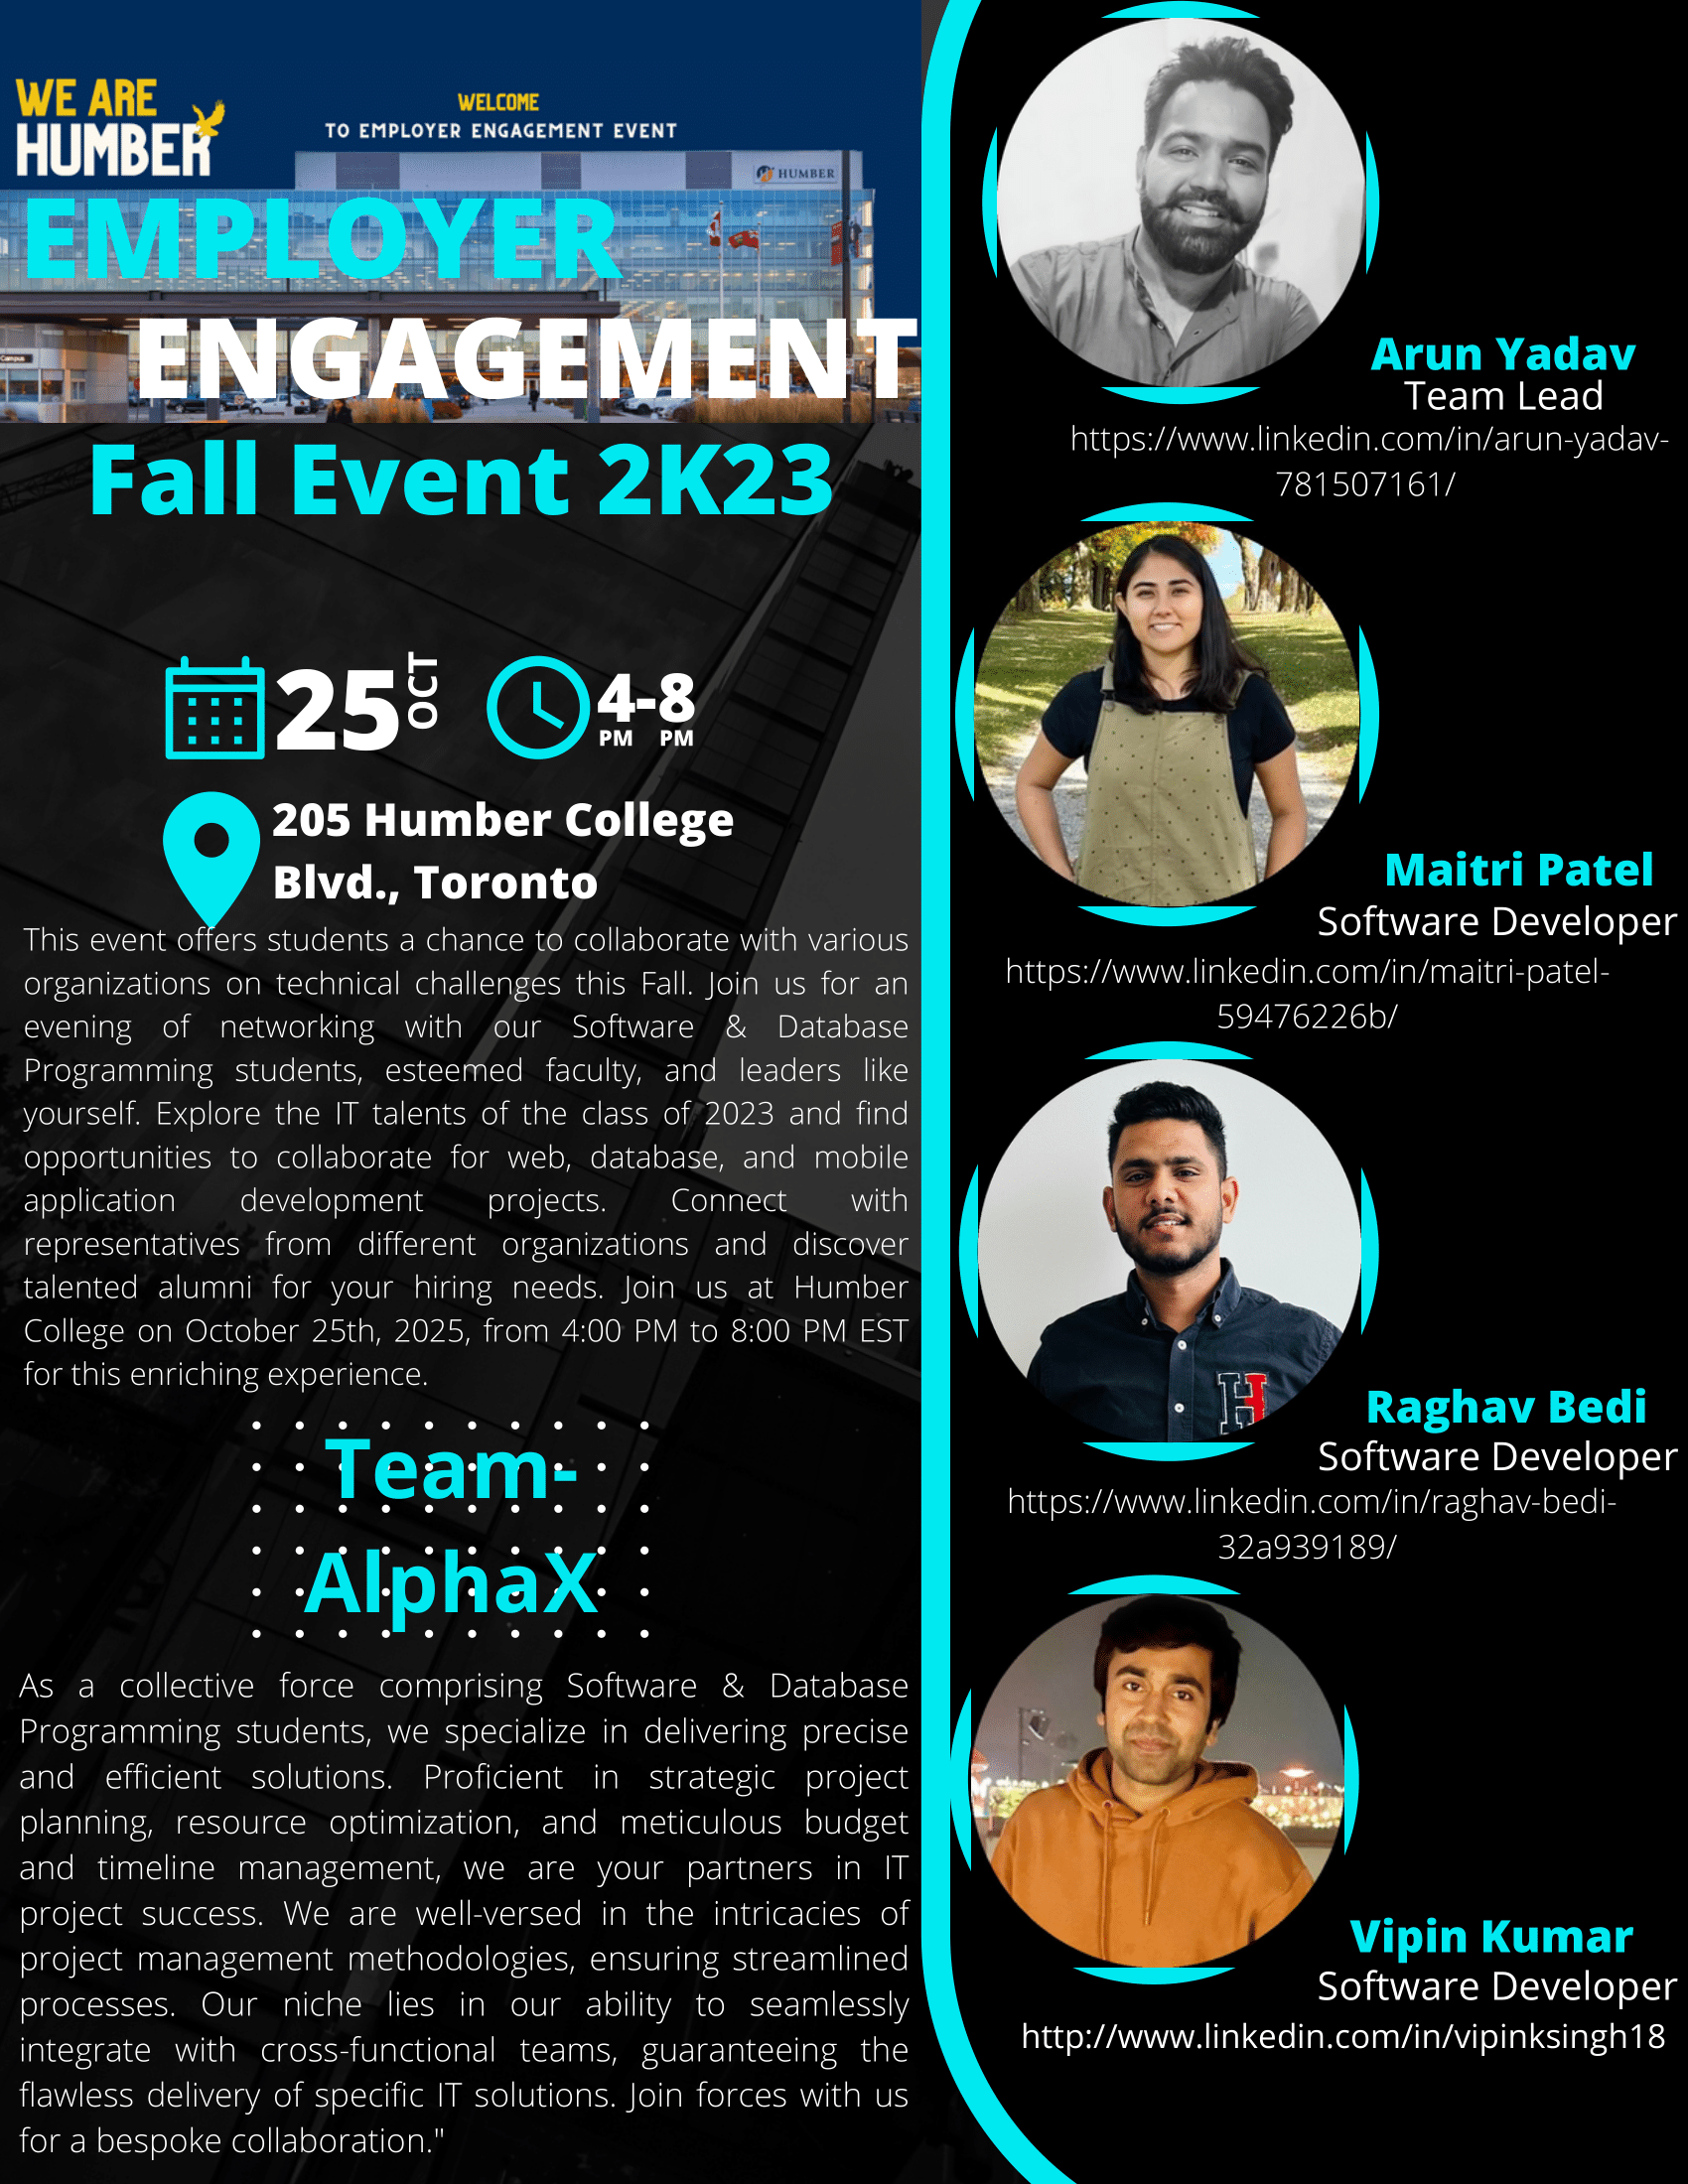 WE ARE
HUMBER
WELCOME
TO EMPLOYER ENGAGEMENT EVENT
HUMBER
EMPLOYER
ENGAGEMENT
Campus
Fall Event 2K23
25 OCT
4-8
PM PM
205 Humber College
Blvd., Toronto
This event offers students a chance to collaborate with various
organizations on technical challenges this Fall. Join us for an
evening of networking with our Software & Database
Programming students, esteemed faculty, and leaders like
yourself. Explore the IT talents of the class of 2023 and find
opportunities to collaborate for web, database, and mobile
application development projects. Connect with
representatives from different organizations and discover
talented alumni for your hiring needs. Join us at Humber
College on October 25th, 2025, from 4:00 PM to 8:00 PM EST
for this enriching experience.
Team-
AlphaX
As a collective force comprising Software & Database
Programming students, we specialize in delivering precise
and efficient solutions. Proficient in strategic project
planning, resource optimization, and meticulous budget
and timeline management, we are your partners in IT
project success. We are well-versed in the intricacies of
project management methodologies, ensuring streamlined
processes. Our niche lies in our ability to seamlessly
integrate with cross-functional teams, guaranteeing the
flawless delivery of specific IT solutions. Join forces with us
for a bespoke collaboration."
Arun Yadav
Team Lead
https://www.linkedin.com/in/arun-yadav-
781507161/
Maitri Patel
Software Developer
https://www.linkedin.com/in/maitri-patel-
59476226b/
H
Raghav Bedi
Software Developer
https://www.linkedin.com/in/raghav-bedi-
32a939189/
Vipin Kumar
Software Developer
http://www.linkedin.com/in/vipinksingh18